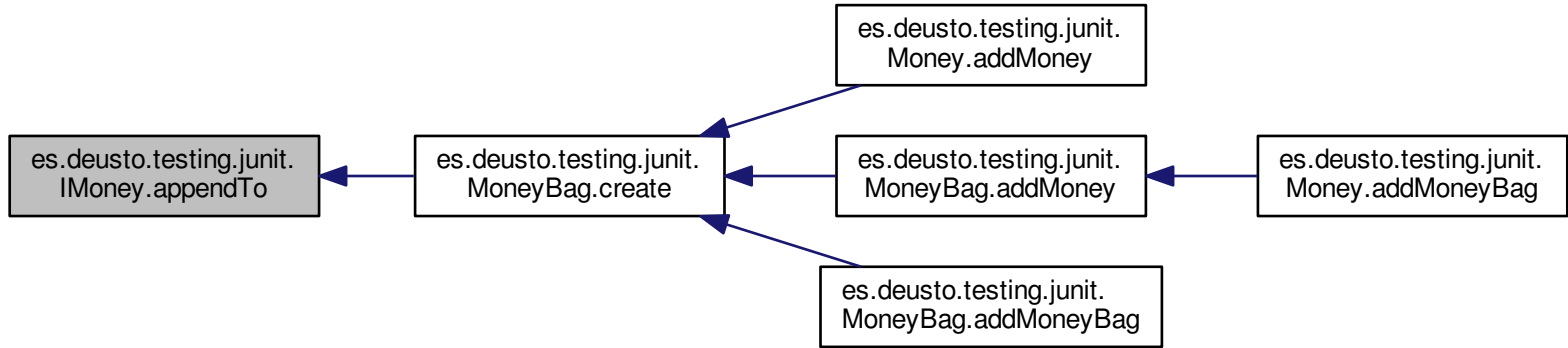 es.deusto.testing.junit.
Money.addMoney
es.deusto.testing.junit.
IMoney.appendTo
es.deusto.testing.junit.
MoneyBag.create
es.deusto.testing.junit.
MoneyBag.addMoney
es.deusto.testing.junit.
Money.addMoneyBag
es.deusto.testing.junit.
MoneyBag.addMoneyBag